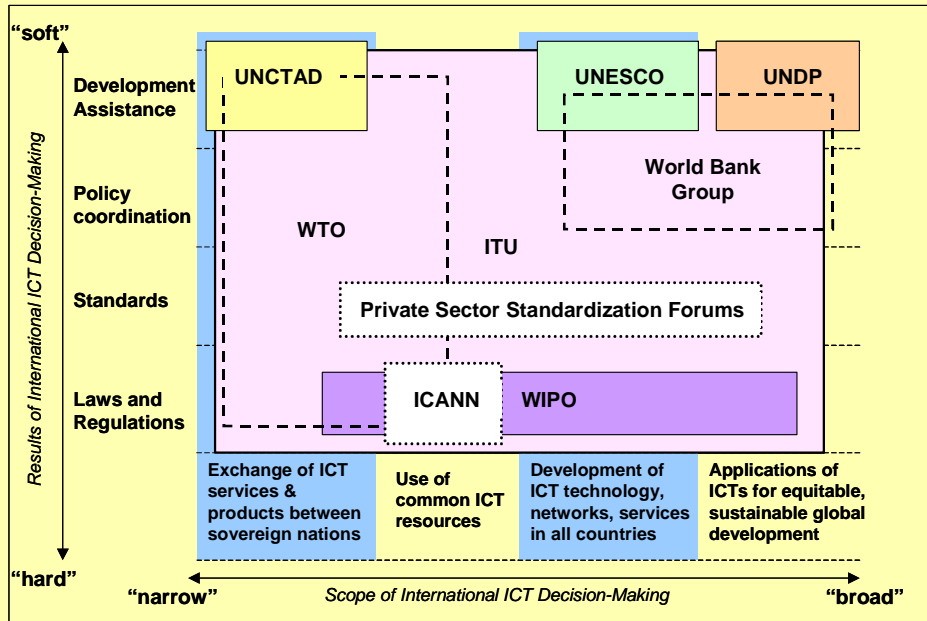 “soft”
Results of International ICT Decision-Making
Development
Assistance
UNCTAD
UNESCO
UNDP
Policy
coordination
World Bank
Group
WTO
ITU
Standards
Private Sector Standardization Forums
Laws and
Regulations
ICANN
WIPO
Exchange of ICT
services &
products between
sovereign nations
Use of
common ICT
resources
Development of
ICT technology,
networks, services
in all countries
Applications of
ICTs for equitable,
sustainable global
development
“hard”
“narrow”
Scope of International ICT Decision-Making
“broad”